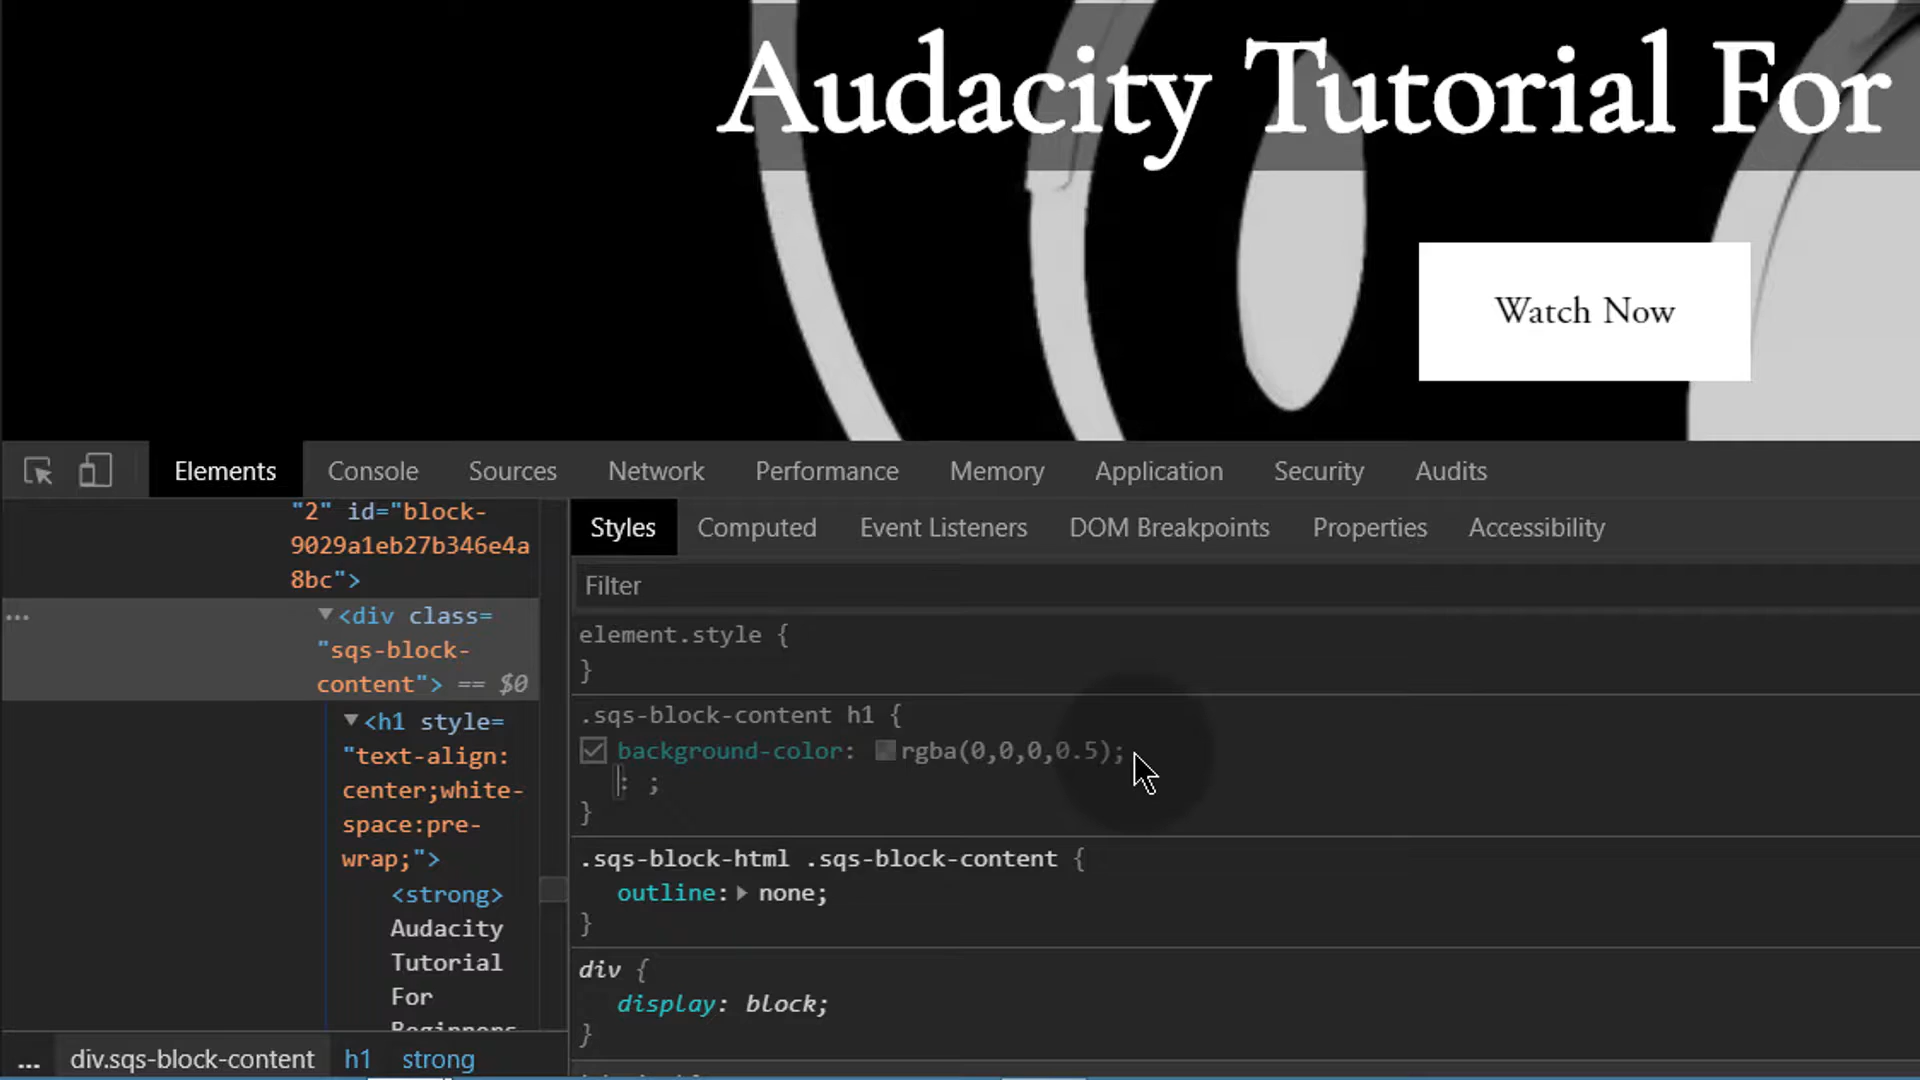 Audacity Tutorial For
Watch Now
Elements Console Sources Network Performance Memory Application Security Audits
"2" id="block-
9029a1eb27b346e4a
8bc">
... ▼<div class=
"sqs-block-
content"> == $0
▼<h1 style=
"text-align:
center;white-
space:pre-
wrap;">
<strong>
Audacity
Tutorial
For
Beginners
... div.sqs-block-content h1 strong
Styles Computed Event Listeners DOM Breakpoints Properties Accessibility
Filter
element.style {
}
.sqs-block-content h1 {
background-color: rgba(0,0,0,0.5);
: ;
}
.sqs-block-html .sqs-block-content {
outline:▶ none;
}
div {
display: block;
}